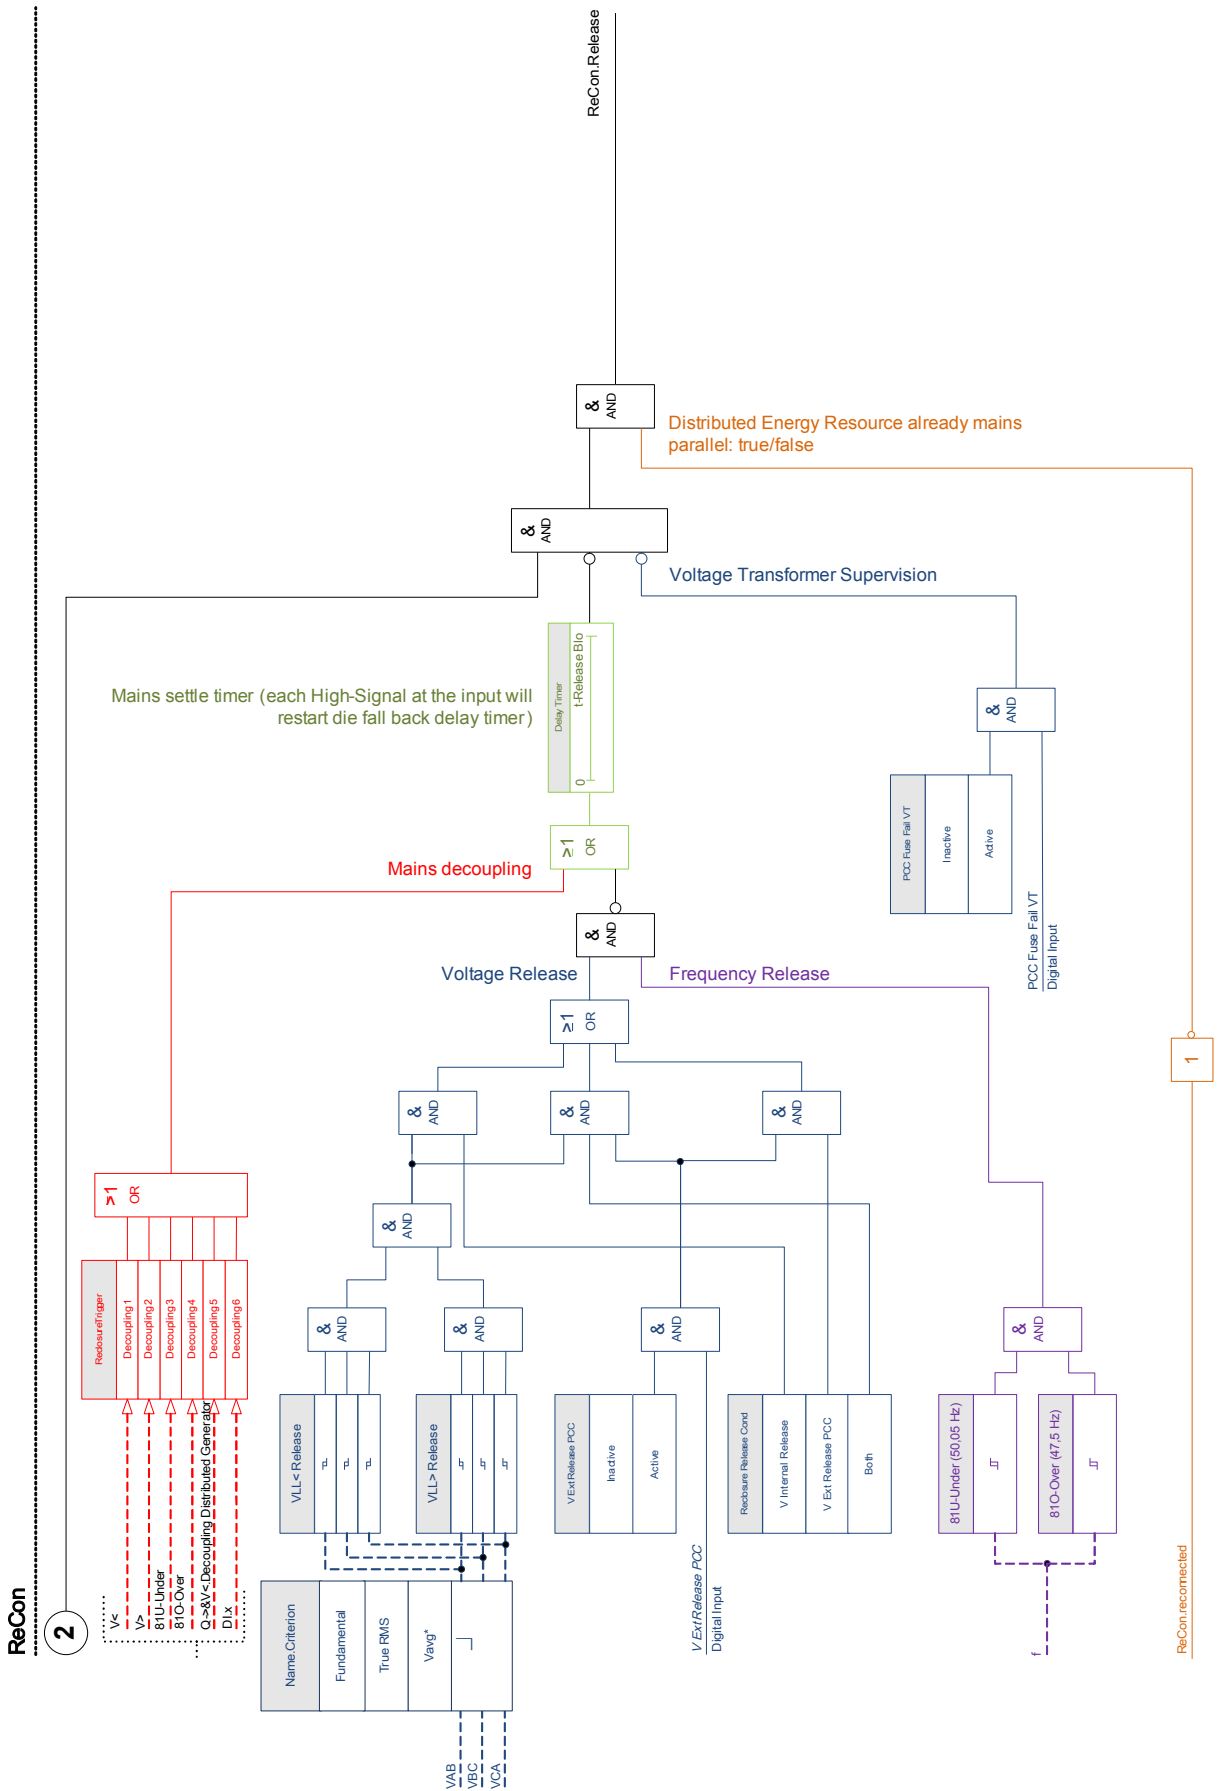 ReCon
2
V<
V>
81U-Under
81O-Over
Q->&V<.Decoupling Distributed Generator
DI.x
ReclosureTrigger
Decoupling1
Decoupling2
Decoupling3
Decoupling4
Decoupling5
Decoupling6
≥1
OR
Mains decoupling
Mains settle timer (each High-Signal at the input will
restart die fall back delay timer)
≥1
OR
Delay Timer
0
t-Release Blo
&
AND
&
AND
ReCon.Release
Name.Criterion
Fundamental
True RMS
Vavg*
VAB
VBC
VCA
VLL< Release
VLL> Release
&
AND
&
AND
&
AND
&
AND
&
AND
&
AND
≥1
OR
Voltage Release
&
AND
Frequency Release
V Ext Release PCC
Inactive
Active
V Ext Release PCC
Digital Input
&
AND
Reclosure Release Cond
V Internal Release
V Ext Release PCC
Both
81U-Under (50,05 Hz)
81O-Over (47,5 Hz)
f
&
AND
PCC Fuse Fail VT
Inactive
Active
PCC Fuse Fail VT
Digital Input
&
AND
Voltage Transformer Supervision
Distributed Energy Resource already mains
parallel: true/false
ReCon.reconnected
1